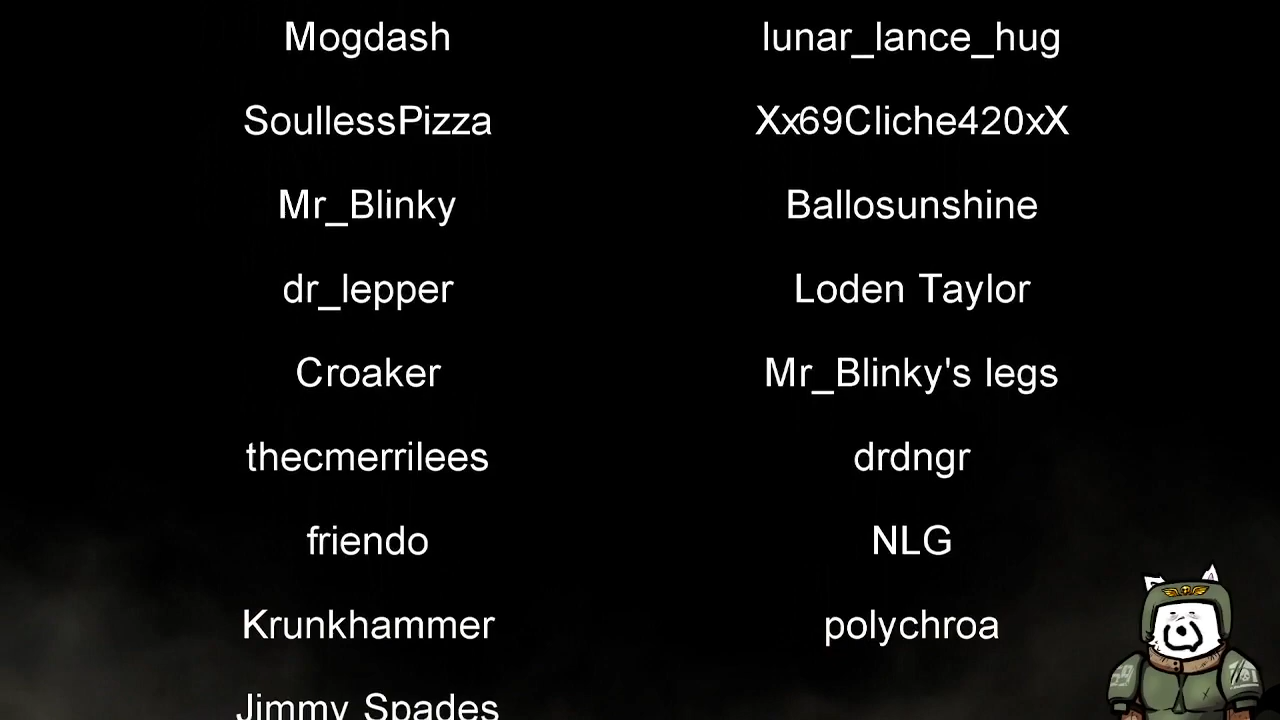 Mogdash
lunar_lance_hug
SoullessPizza
Xx69Cliche420xX
Mr_Blinky
Ballosunshine
dr_lepper
Loden Taylor
Croaker
Mr_Blinky's legs
thecmerrilees
drdngr
friendo
NLG
Krunkhammer
polychroa
Jimmy Spades